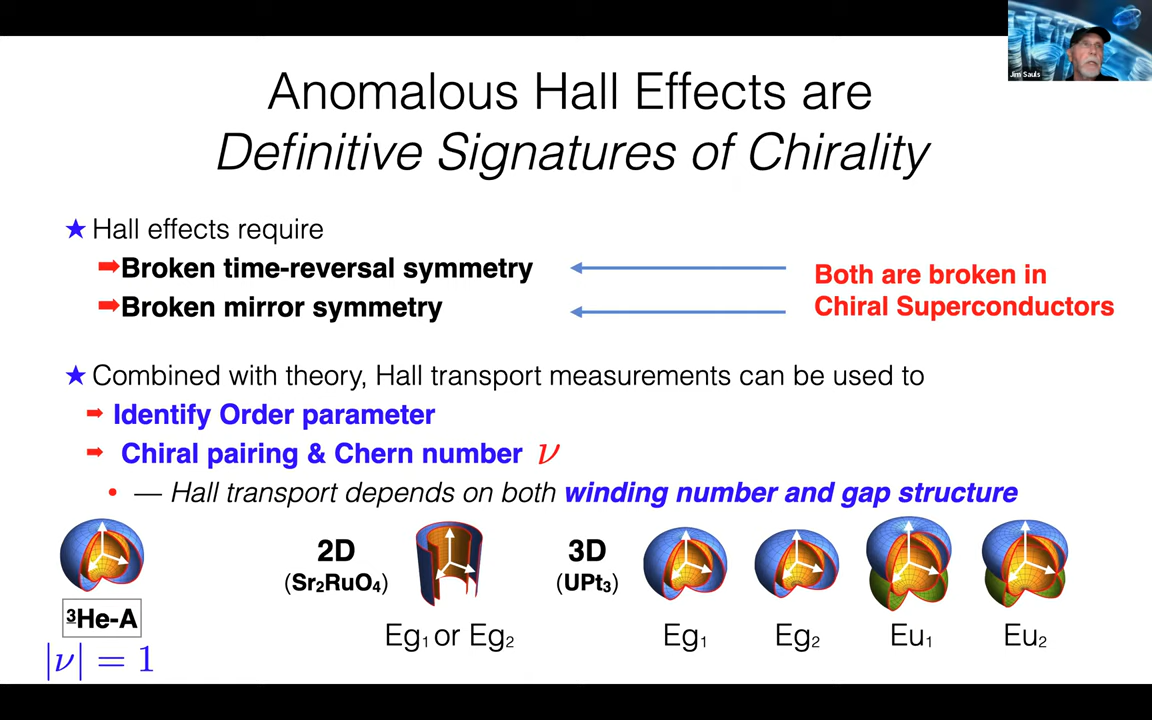 Jim Sauls
Anomalous Hall Effects are
Definitive Signatures of Chirality
★ Hall effects require
➡Broken time-reversal symmetry
➡Broken mirror symmetry
Both are broken in
Chiral Superconductors
★ Combined with theory, Hall transport measurements can be used to
➡ Identify Order parameter
➡ Chiral pairing & Chern number ν
• — Hall transport depends on both winding number and gap structure
³He-A
|ν| = 1
2D
(Sr₂RuO₄)
Eg₁ or Eg₂
3D
(UPt₃)
Eg₁
Eg₂
Eu₁
Eu₂